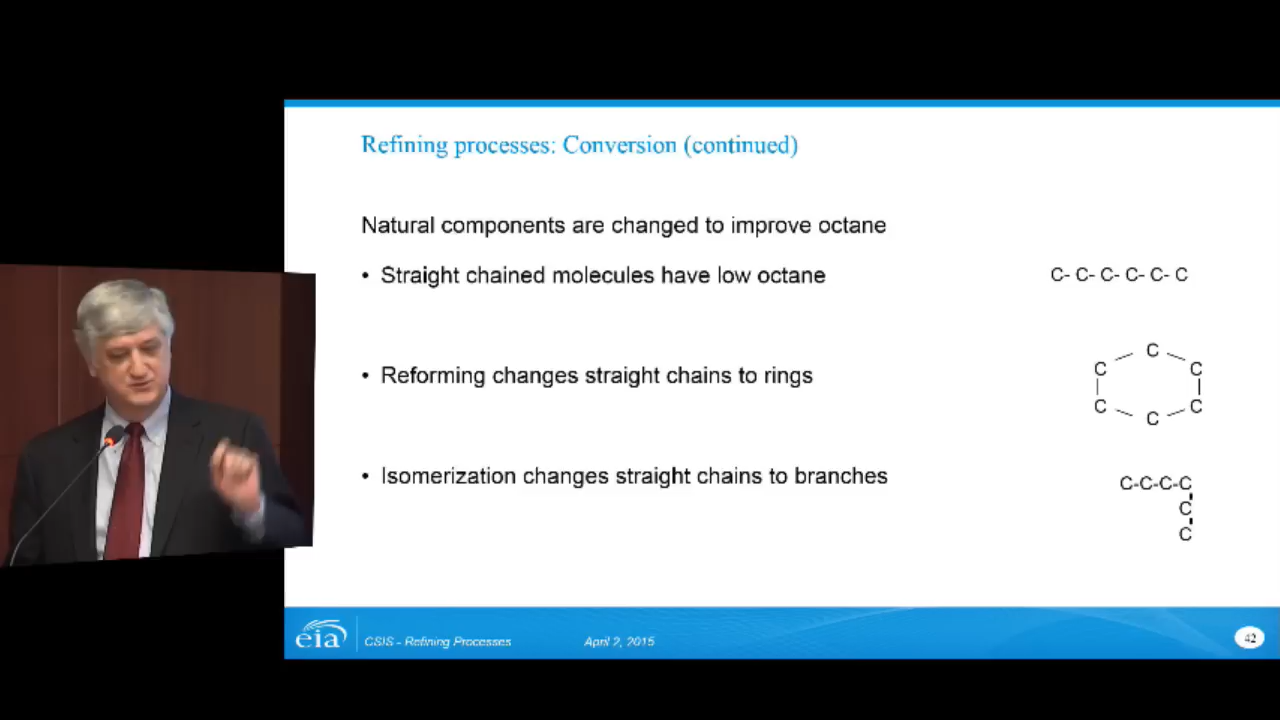 Refining processes: Conversion (continued)
Natural components are changed to improve octane
• Straight chained molecules have low octane
C- C- C- C- C- C
• Reforming changes straight chains to rings
C
C C
C C
C
• Isomerization changes straight chains to branches
C-C-C-C
C
C
eia
CSIS - Refining Processes
April 2, 2015
42